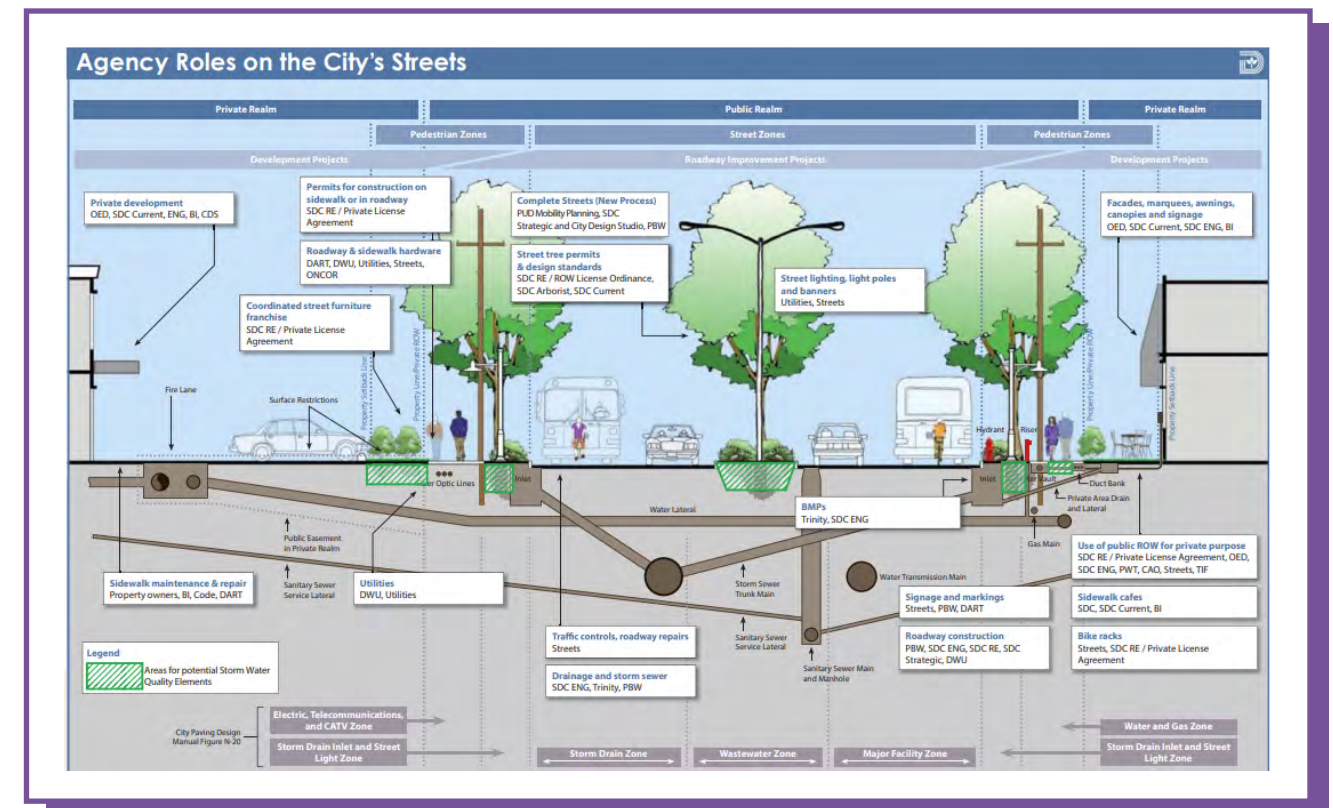 Agency Roles on the City's Streets
Private Realm
Public Realm
Private Realm
Pedestrian Zones
Street Zones
Pedestrian Zones
Development Projects
Roadway Improvement Projects
Development Projects
Private development
OED, SDC Current, ENG, BI, CDS
Permits for construction on
sidewalk or in roadway
SDC RE / Private License
Agreement
Roadway & sidewalk hardware
DART, DWU, Utilities, Streets,
ONCOR
Coordinated street furniture
franchise
SDC RE / Private License
Agreement
Complete Streets (New Process)
PUD Mobility Planning, SDC
Strategic and City Design Studio, PBW
Street tree permits
& design standards
SDC RE / ROW License Ordinance,
SDC Arborist, SDC Current
Street lighting, light poles
and banners
Utilities, Streets
Facades, marquees, awnings,
canopies and signage
OED, SDC Current, SDC ENG, BI
Property Setback Line
Property Line/Private ROW
Property Line/Private ROW
Property Setback Line
Fire Lane
Surface Restrictions
Hydrant
Riser
Optic Lines
Inlet
Inlet
Vault
Duct Bank
Private Area Drain
and Lateral
Water Lateral
BMPs
Trinity, SDC ENG
Gas Main
Public Easement
in Private Realm
Sidewalk maintenance & repair
Property owners, BI, Code, DART
Sanitary Sewer
Service Lateral
Utilities
DWU, Utilities
Storm Sewer
Trunk Main
Water Transmission Main
Use of public ROW for private purpose
SDC RE / Private License Agreement, OED,
SDC ENG, PWT, CAO, Streets, TIF
Signage and markings
Streets, PBW, DART
Sidewalk cafes
SDC, SDC Current, BI
Traffic controls, roadway repairs
Streets
Sanitary Sewer
Service Lateral
Roadway construction
PBW, SDC ENG, SDC RE, SDC
Strategic, DWU
Bike racks
Streets, SDC RE / Private License
Agreement
Drainage and storm sewer
SDC ENG, Trinity, PBW
Sanitary Sewer Main
and Manhole
Legend
Areas for potential Storm Water
Quality Elements
City Paving Design
Manual Figure N-20
Electric, Telecommunications,
and CATV Zone
Storm Drain Inlet and Street
Light Zone
Storm Drain Zone
Wastewater Zone
Major Facility Zone
Water and Gas Zone
Storm Drain Inlet and Street
Light Zone